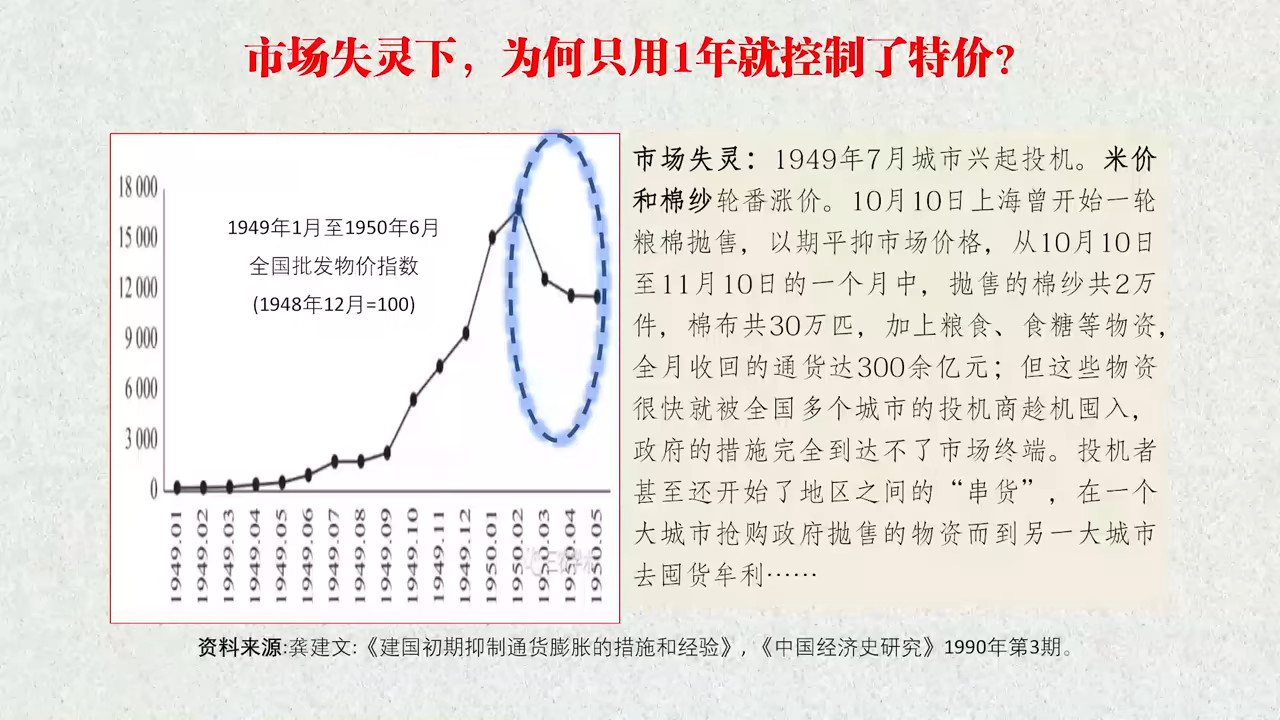 市场失灵下，为何只用1年就控制了特价?
18 000
15 000
12 000
9 000
6 000
3 000
0
1949年1月至1950年6月
全国批发物价指数
(1948年12月=100)
1949.01
1949.02
1949.03
1949.04
1949.05
1949.06
1949.07
1949.08
1949.09
1949.10
1949.11
1949.12
1950.01
1950.02
1950.03
1950.04
1950.05
市场失灵：1949年7月城市兴起投机。米价
和棉纱轮番涨价。10月10日上海曾开始一轮
粮棉抛售，以期平抑市场价格，从10月10日
至11月10日的一个月中，抛售的棉纱共2万
件，棉布共30万匹，加上粮食、食糖等物资，
全月收回的通货达300余亿元；但这些物资
很快就被全国多个城市的投机商趁机囤入，
政府的措施完全到达不了市场终端。投机者
甚至还开始了地区之间的“串货”，在一个
大城市抢购政府抛售的物资而到另一大城市
去囤货牟利……
资料来源:龚建文:《建国初期抑制通货膨胀的措施和经验》,《中国经济史研究》1990年第3期。